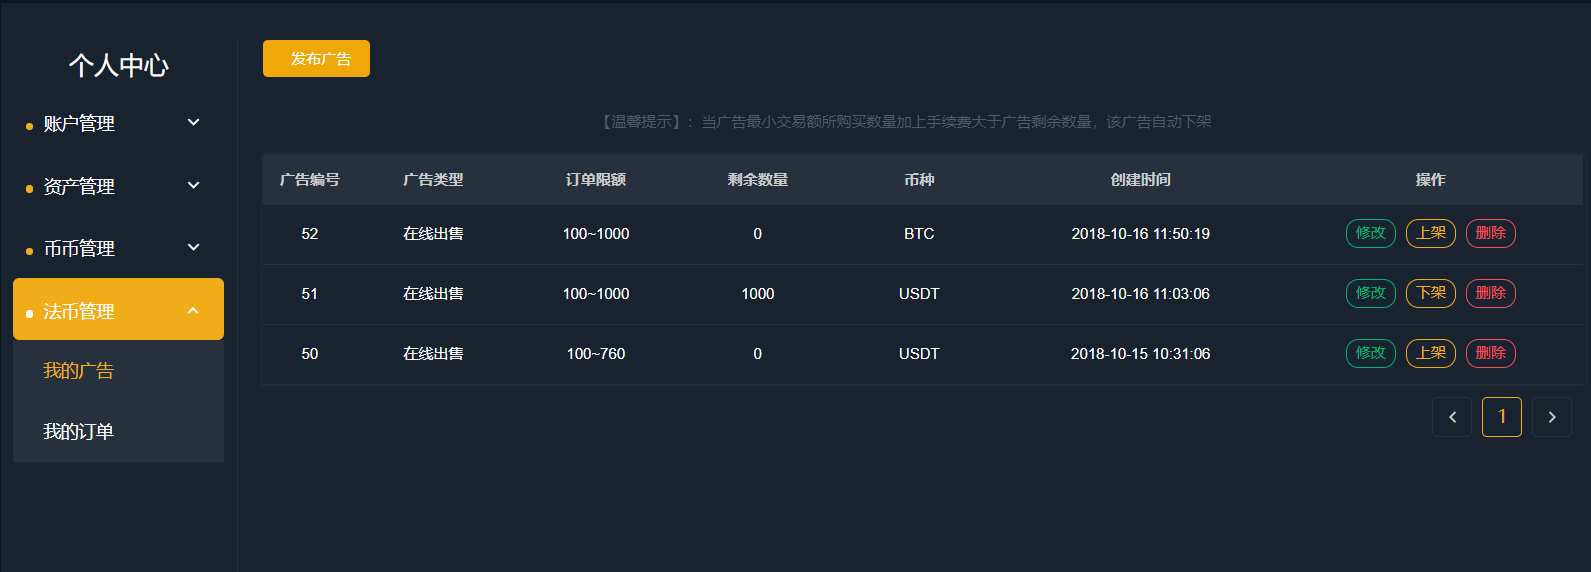 个人中心
账户管理
资产管理
币币管理
法币管理
我的广告
我的订单
发布广告
【温馨提示】：当广告最小交易额所购买数量加上手续费大于广告剩余数量，该广告自动下架
广告编号 广告类型 订单限额 剩余数量 币种 创建时间 操作
52 在线出售 100~1000 0 BTC 2018-10-16 11:50:19 修改 上架 删除
51 在线出售 100~1000 1000 USDT 2018-10-16 11:03:06 修改 下架 删除
50 在线出售 100~760 0 USDT 2018-10-15 10:31:06 修改 上架 删除
1